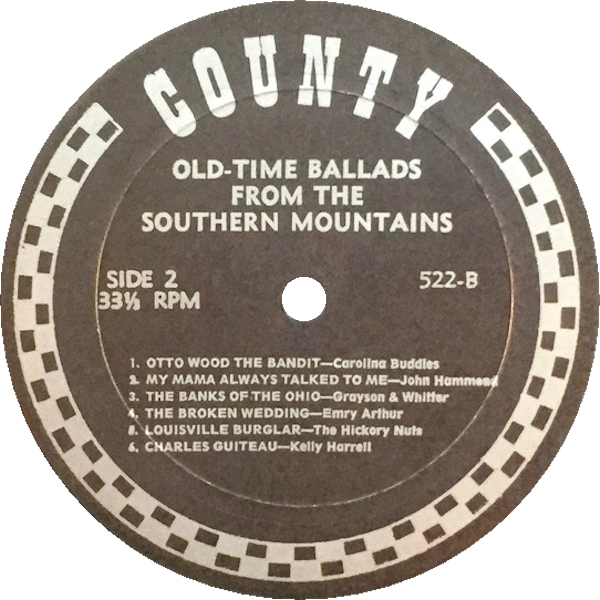 COUNTY
OLD-TIME BALLADS
FROM THE
SOUTHERN MOUNTAINS
SIDE 2
33⅓ RPM
522-B
1. OTTO WOOD THE BANDIT—Carolina Buddies
2. MY MAMA ALWAYS TALKED TO ME—John Hammond
3. THE BANKS OF THE OHIO—Grayson & Whitter
4. THE BROKEN WEDDING—Emry Arthur
5. LOUISVILLE BURGLAR—The Hickory Nuts
6. CHARLES GUITEAU—Kelly Harrell